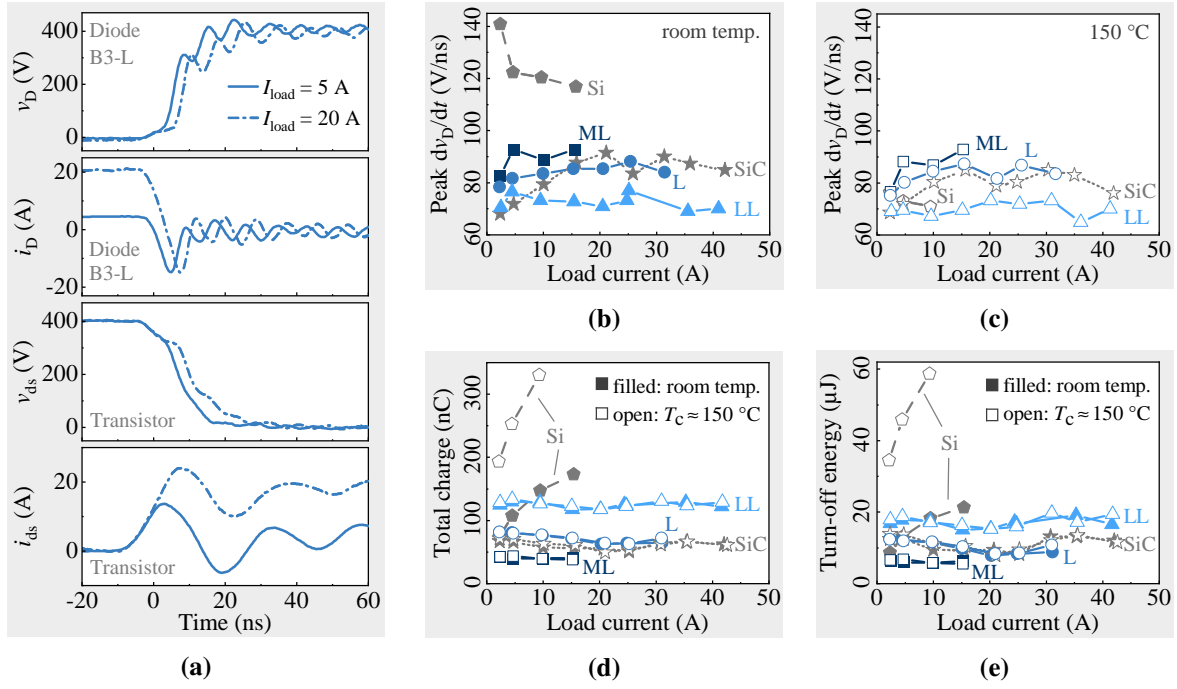 400
200
0
v_D (V)
Diode
B3-L
I_load = 5 A
I_load = 20 A
20
0
-20
i_D (A)
Diode
B3-L
400
200
0
v_ds (V)
Transistor
20
0
i_ds (A)
Transistor
-20 0 20 40 60
Time (ns)
(a)
140
120
100
80
60
Peak dv_D/dt (V/ns)
room temp.
Si
ML
SiC
L
LL
0 10 20 30 40 50
Load current (A)
(b)
140
120
100
80
60
Peak dv_D/dt (V/ns)
150 °C
ML
L
Si
SiC
LL
0 10 20 30 40 50
Load current (A)
(c)
300
200
100
0
Total charge (nC)
filled: room temp.
open: T_c ≈ 150 °C
Si
LL
L
SiC
ML
0 10 20 30 40 50
Load current (A)
(d)
60
40
20
0
Turn-off energy (μJ)
filled: room temp.
open: T_c ≈ 150 °C
Si
LL
SiC
L
ML
0 10 20 30 40 50
Load current (A)
(e)